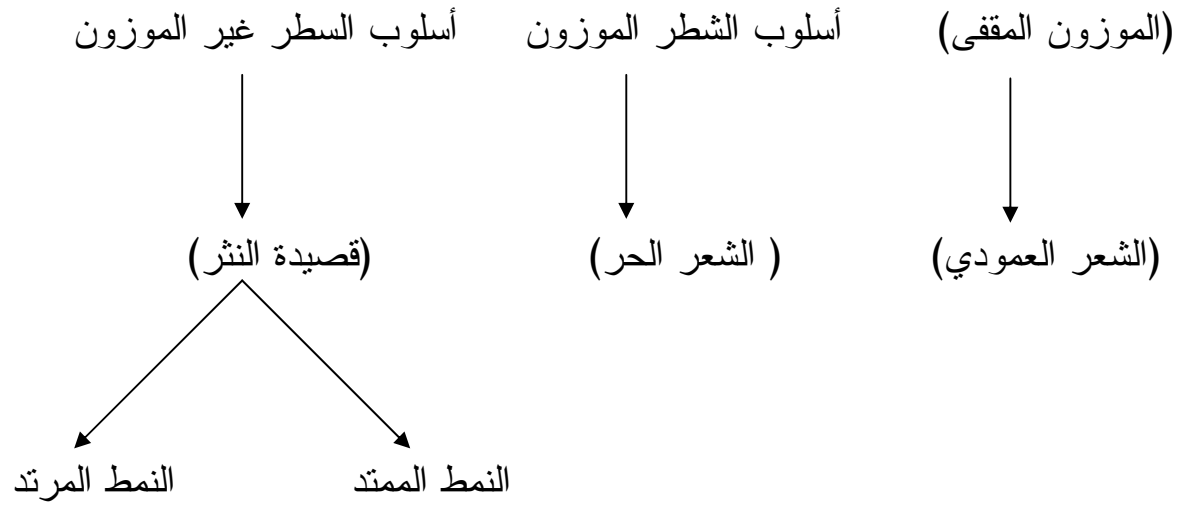 (الموزون المقفى) أسلوب الشطر الموزون أسلوب السطر غير الموزون
(الشعر العمودي) ( الشعر الحر) (قصيدة النثر)
النمط الممتد النمط المرتد